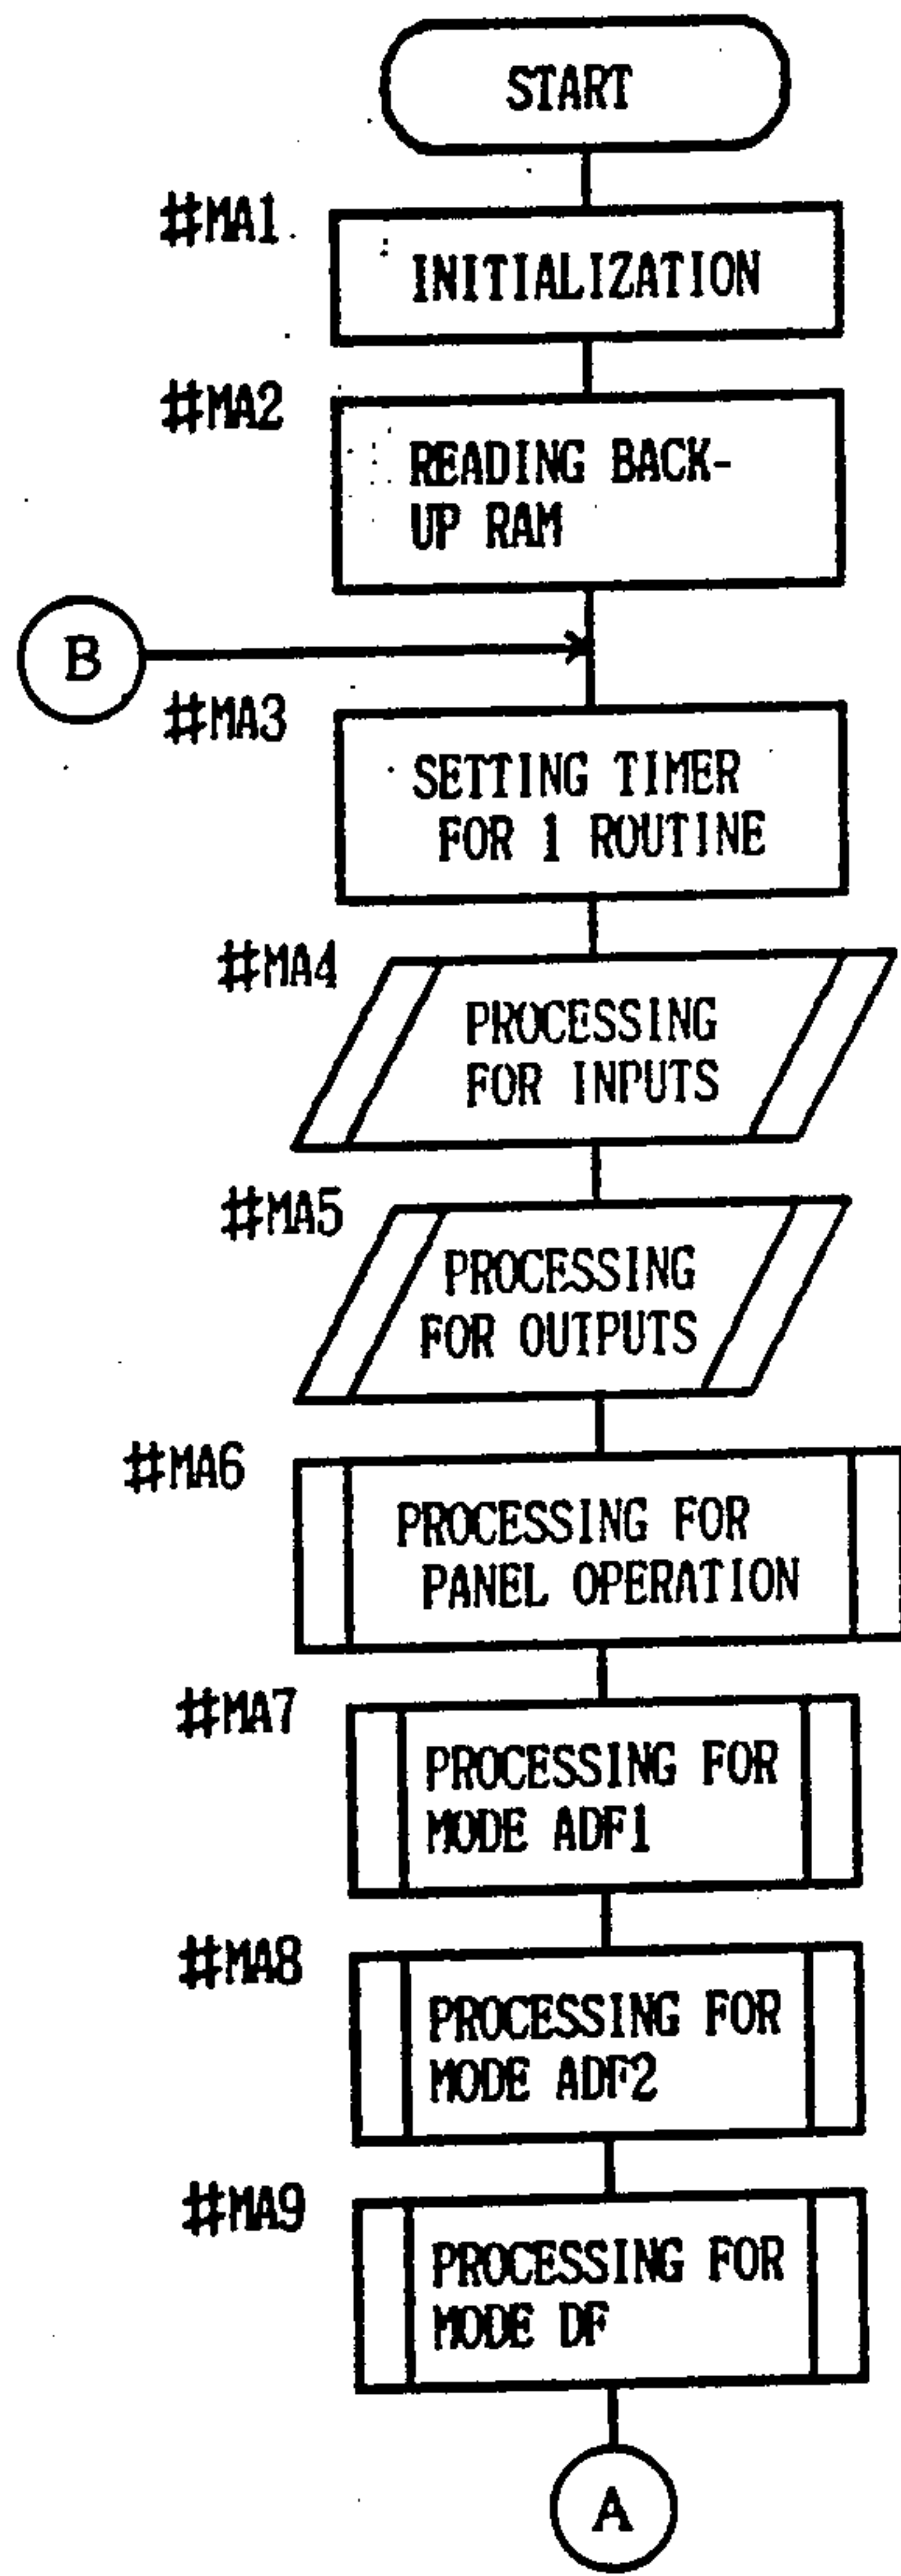 START
#MA1
INITIALIZATION
#MA2
READING BACK-
UP RAM
B
#MA3
SETTING TIMER
FOR 1 ROUTINE
#MA4
PROCESSING
FOR INPUTS
#MA5
PROCESSING
FOR OUTPUTS
#MA6
PROCESSING FOR
PANEL OPERATION
#MA7
PROCESSING FOR
MODE ADF1
#MA8
PROCESSING FOR
MODE ADF2
#MA9
PROCESSING FOR
MODE DF
A